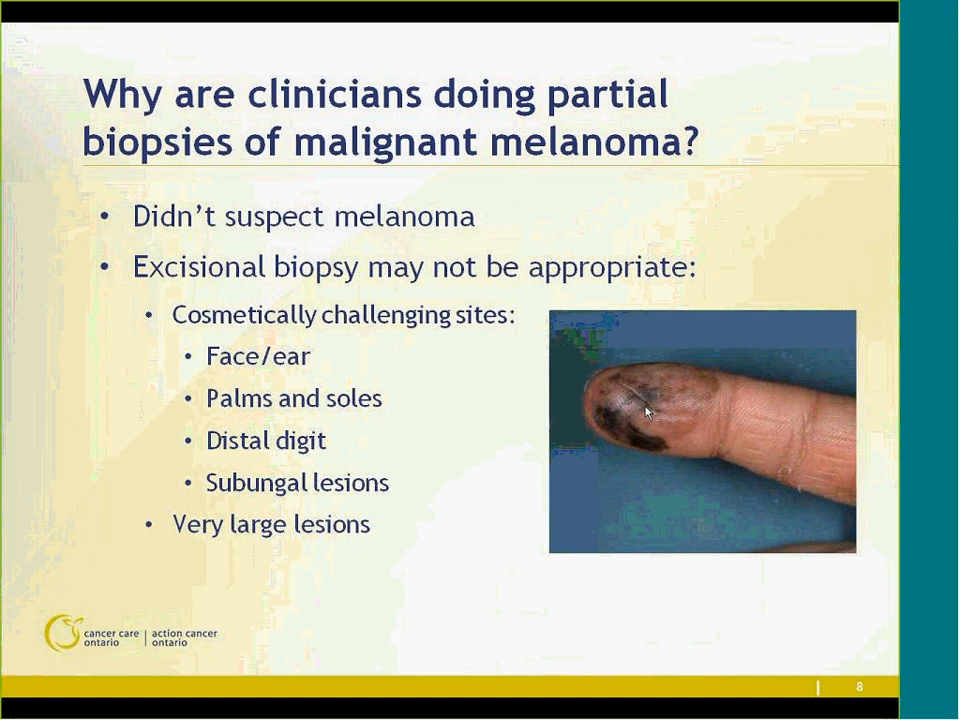 Why are clinicians doing partial
biopsies of malignant melanoma?
• Didn't suspect melanoma
• Excisional biopsy may not be appropriate:
• Cosmetically challenging sites:
• Face/ear
• Palms and soles
• Distal digit
• Subungal lesions
• Very large lesions
cancer care | action cancer
ontario | ontario
8